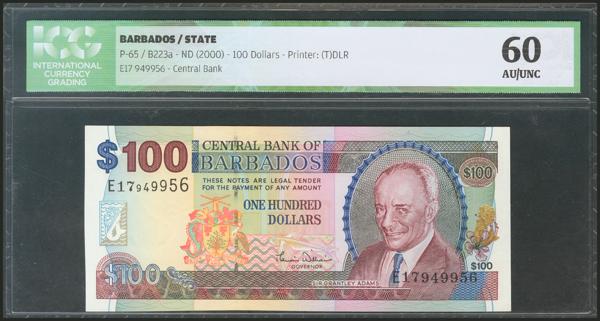 ICG
INTERNATIONAL
CURRENCY
GRADING
BARBADOS / STATE
P-65 / B223a - ND (2000) - 100 Dollars - Printer: (T)DLR
E17 949956 - Central Bank
60
AU/UNC
CENTRAL BANK OF
BARBADOS
$100
E17949956
THESE NOTES ARE LEGAL TENDER
FOR THE PAYMENT OF ANY AMOUNT
ONE HUNDRED
DOLLARS
$100
GOVERNOR
$100
$100
E17949956
SIR GRANTLEY ADAMS